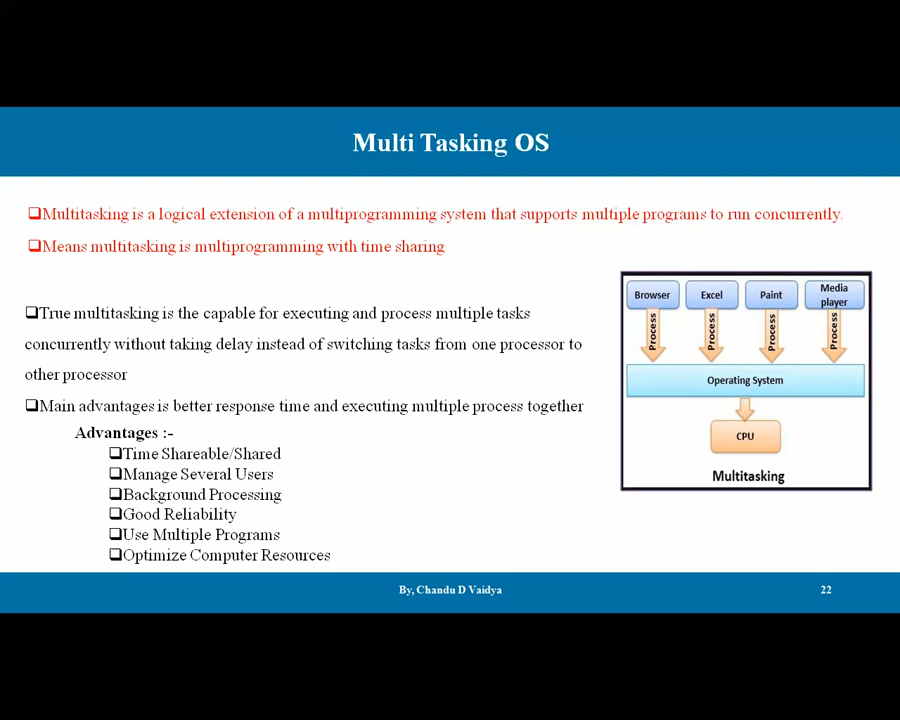 Multi Tasking OS
❑Multitasking is a logical extension of a multiprogramming system that supports multiple programs to run concurrently.
❑Means multitasking is multiprogramming with time sharing
❑True multitasking is the capable for executing and process multiple tasks
concurrently without taking delay instead of switching tasks from one processor to
other processor
❑Main advantages is better response time and executing multiple process together
Advantages :-
❑Time Shareable/Shared
❑Manage Several Users
❑Background Processing
❑Good Reliability
❑Use Multiple Programs
❑Optimize Computer Resources
Browser Excel Paint Media
player
Process Process Process Process
Operating System
CPU
Multitasking
By, Chandu D Vaidya 22